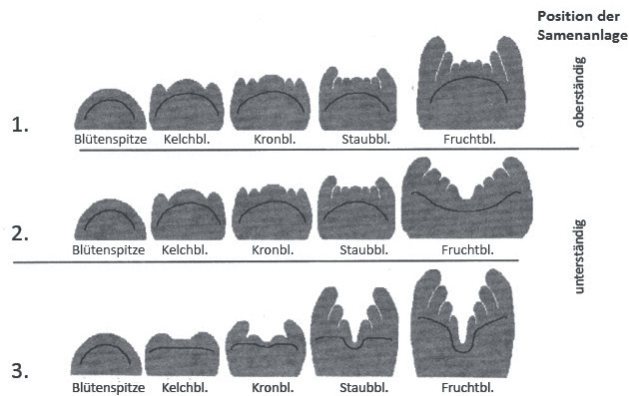 Position der
Samenanlage
oberständig
1.
Blütenspitze Kelchbl. Kronbl. Staubbl. Fruchtbl.
2.
Blütenspitze Kelchbl. Kronbl. Staubbl. Fruchtbl.
unterständig
3.
Blütenspitze Kelchbl. Kronbl. Staubbl. Fruchtbl.